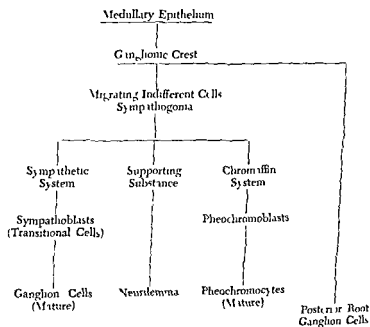 Medullary Epithelium
Ganglionic Crest
Migrating Indifferent Cells
Sympathogonia
Sympathetic
System
Supporting
Substance
Chromaffin
System
Sympathoblasts
(Transitional Cells)
Pheochromoblasts
Ganglion Cells
(Mature)
Neurilemma
Pheochromocytes
(Mature)
Posterior Root
Ganglion Cells